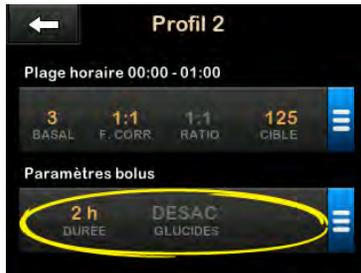 Profil 2
Plage horaire 00:00 - 01:00
3 1:1 1:1 125
BASAL F. CORR. RATIO CIBLE
Paramètres bolus
2 h DESAC
DURÉE GLUCIDES